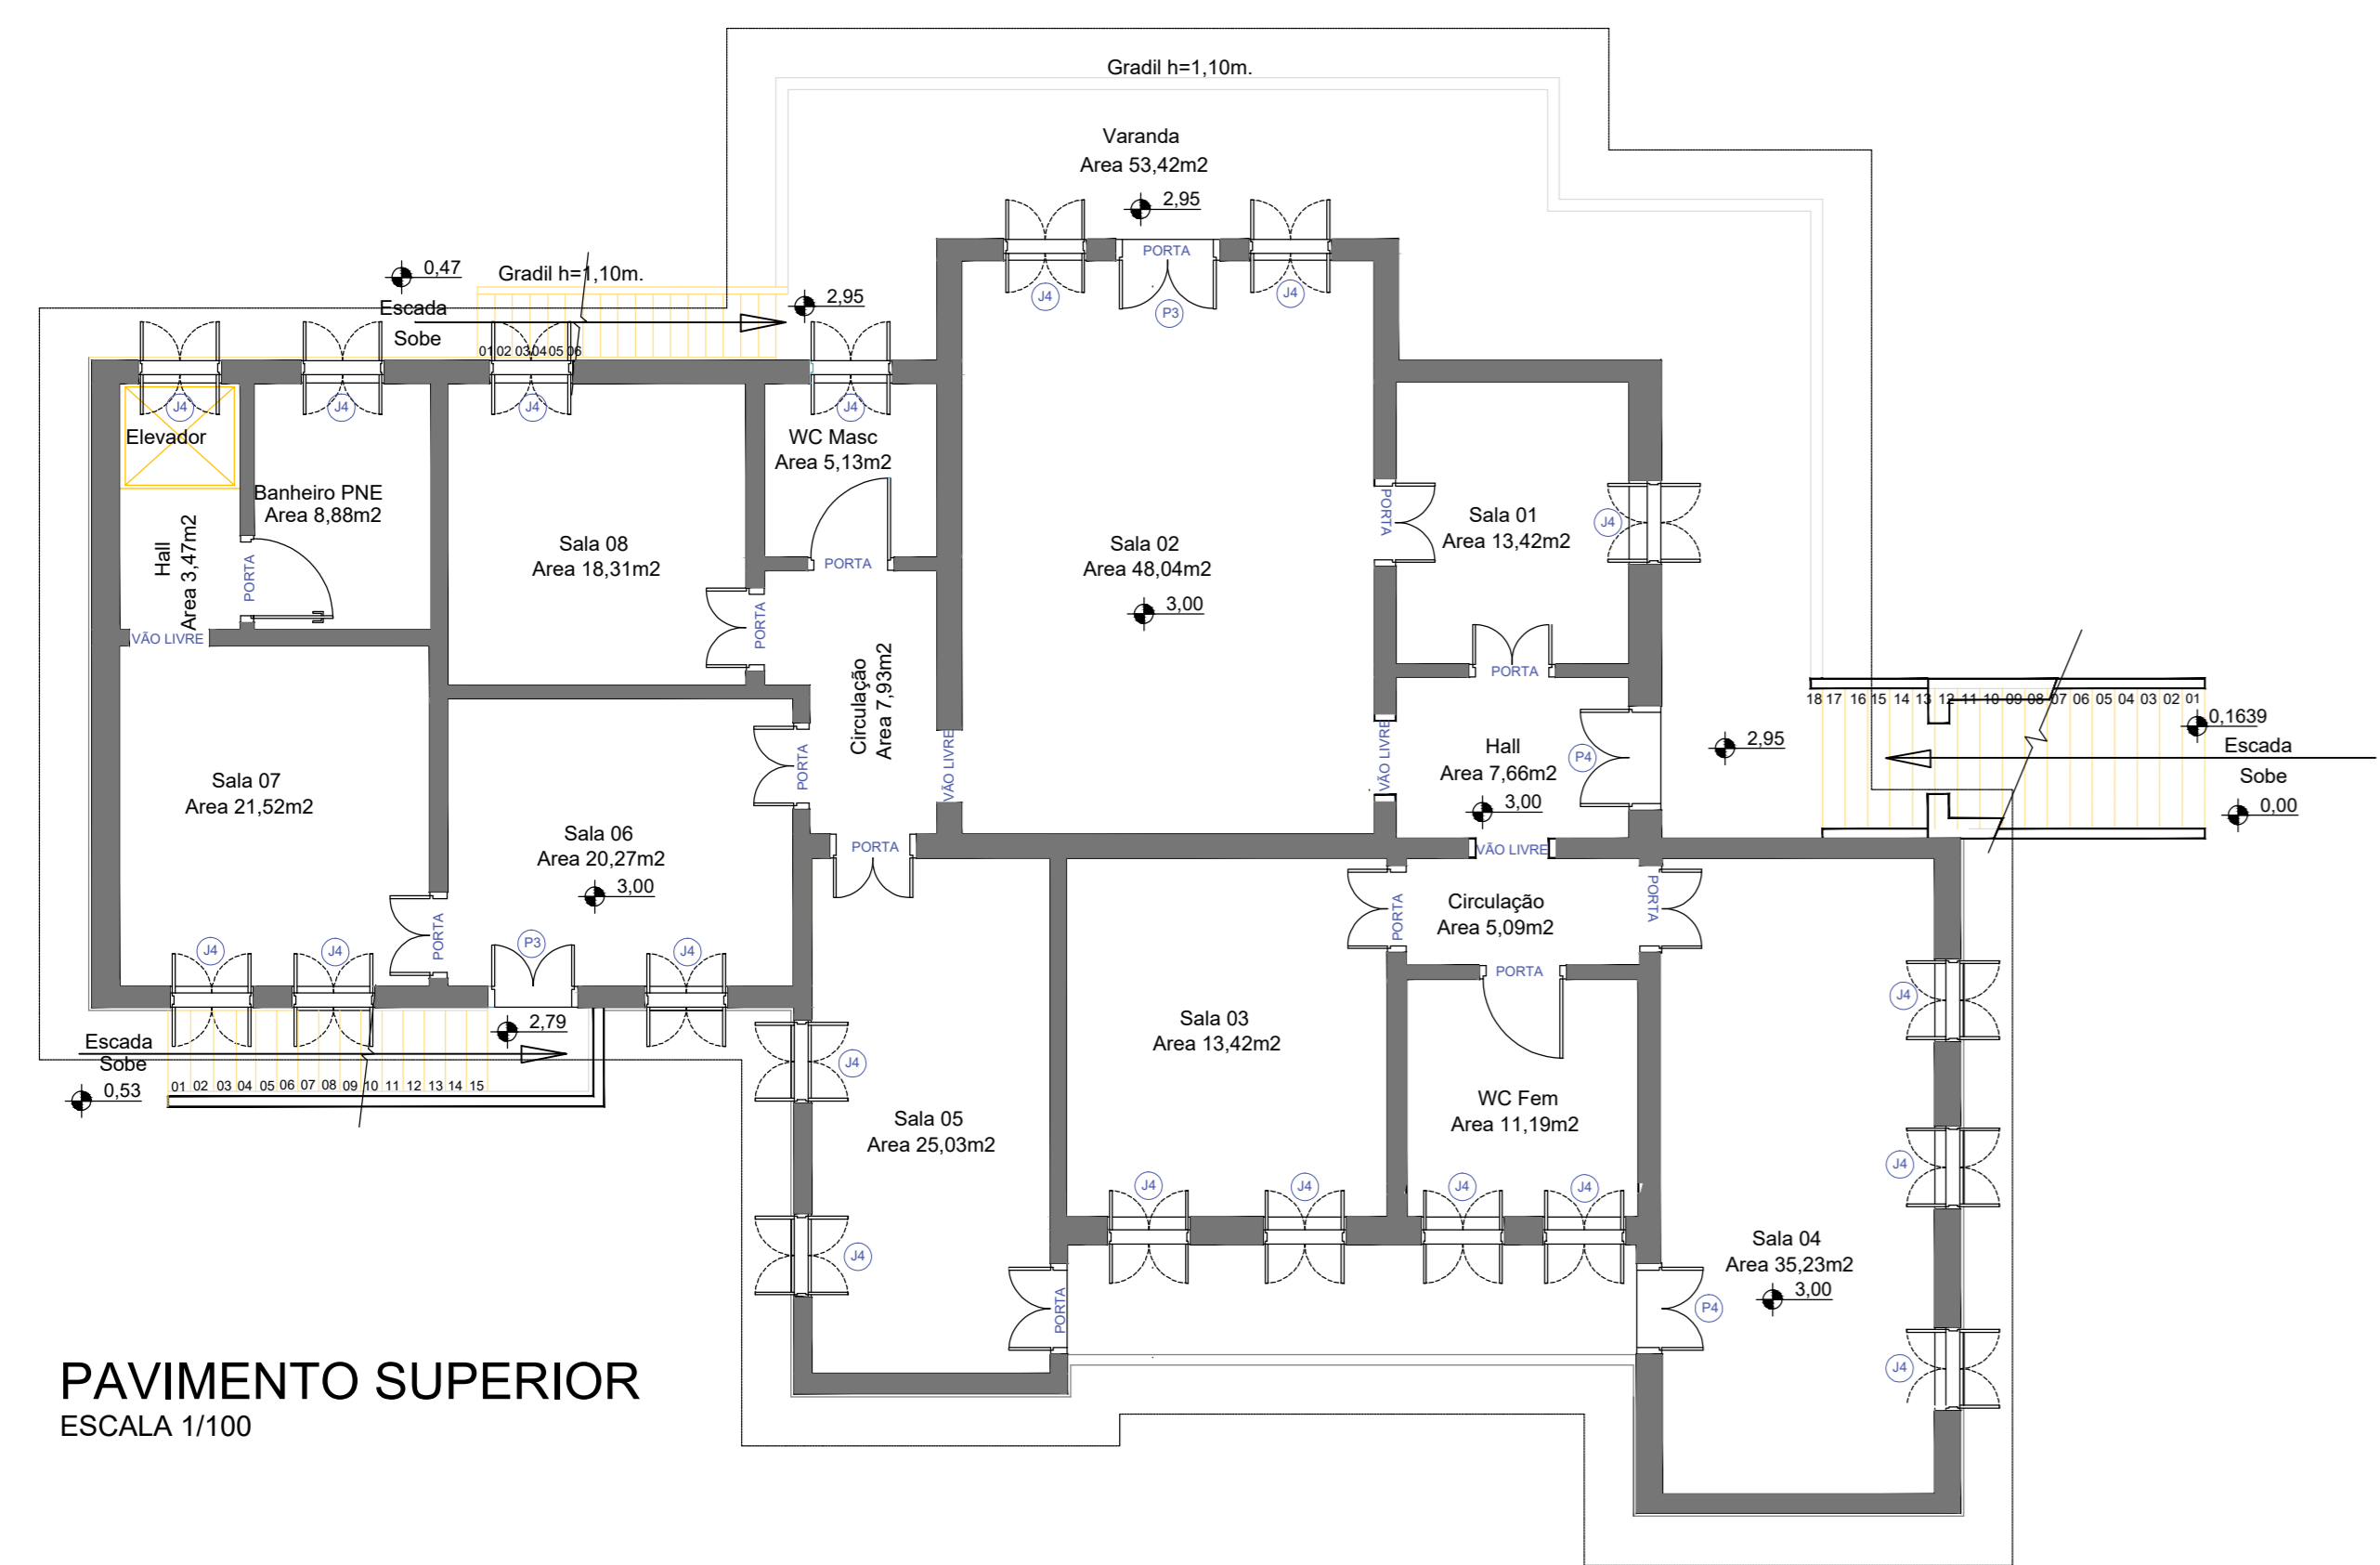 Gradil h=1,10m.
Varanda
Area 53,42m2
2,95
PORTA
J4
P3
J4
0,47
Gradil h=1,10m.
Escada
Sobe
2,95
01 02 03 04 05 06
J4
J4
J4
J4
Elevador
WC Masc
Area 5,13m2
Banheiro PNE
Area 8,88m2
Hall
Area 3,47m2
PORTA
VÃO LIVRE
Sala 08
Area 18,31m2
PORTA
PORTA
Sala 02
Area 48,04m2
3,00
PORTA
Sala 01
Area 13,42m2
J4
PORTA
Circulação
Area 7,93m2
VÃO LIVRE
VÃO LIVRE
Hall
Area 7,66m2
3,00
P4
2,95
18 17 16 15 14 13 12 11 10 09 08 07 06 05 04 03 02 01
0,1639
Escada
Sobe
0,00
Sala 07
Area 21,52m2
PORTA
Sala 06
Area 20,27m2
3,00
PORTA
VÃO LIVRE
PORTA
Circulação
Area 5,09m2
PORTA
PORTA
PORTA
J4
J4
P3
J4
2,79
Escada
Sobe
0,53
01 02 03 04 05 06 07 08 09 10 11 12 13 14 15
J4
J4
Sala 05
Area 25,03m2
Sala 03
Area 13,42m2
WC Fem
Area 11,19m2
J4
J4
J4
J4
J4
J4
J4
Sala 04
Area 35,23m2
3,00
PORTA
P4
PAVIMENTO SUPERIOR
ESCALA 1/100